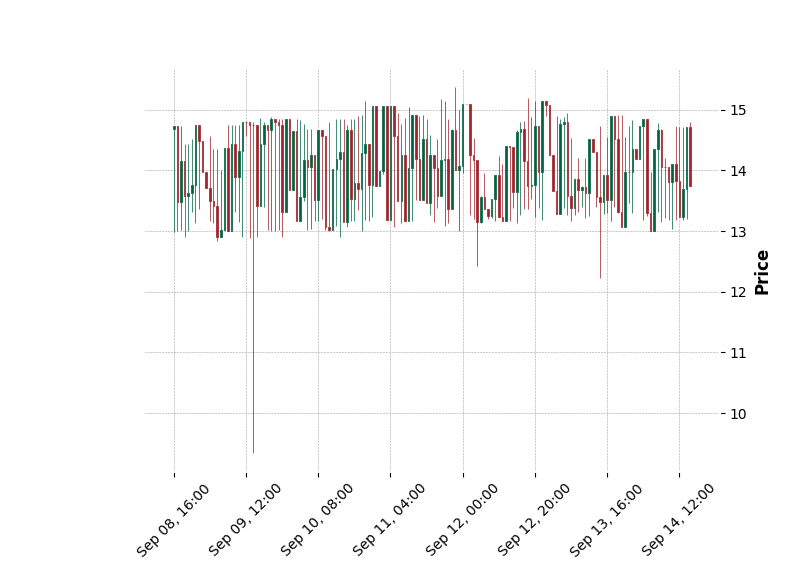 15
14
13
12
11
10
Price
Sep 08, 16:00
Sep 09, 12:00
Sep 10, 08:00
Sep 11, 04:00
Sep 12, 00:00
Sep 12, 20:00
Sep 13, 16:00
Sep 14, 12:00